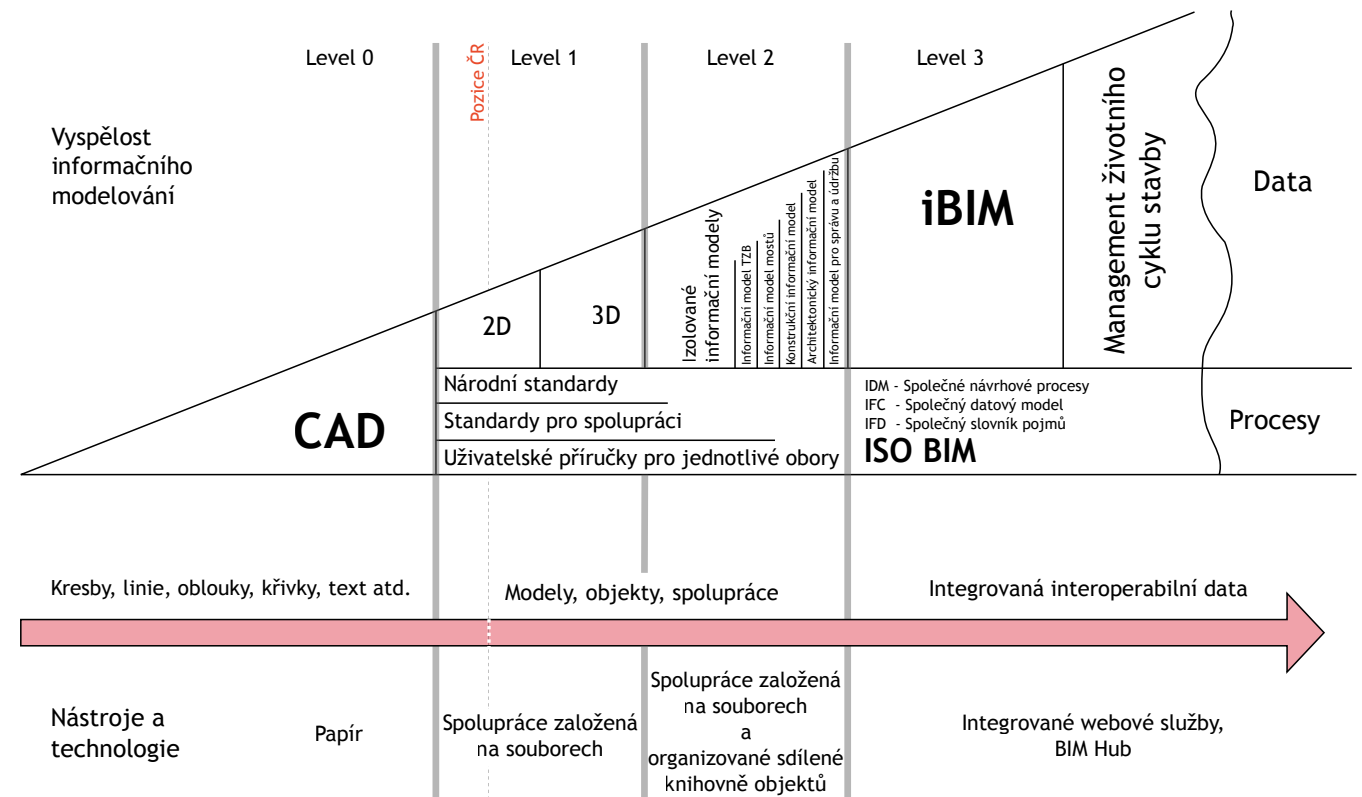 Level 0
Level 1
Level 2
Level 3
Pozice ČR
Vyspělost
informačního
modelování
CAD
2D
3D
Izolované
informační modely
Informační model TZB
Informační model mostů
Konstrukční informační model
Architektonický informační model
Informační model pro správu a údržbu
iBIM
Management životního
cyklu stavby
Data
Národní standardy
Standardy pro spolupráci
Uživatelské příručky pro jednotlivé obory
IDM - Společné návrhové procesy
IFC - Společný datový model
IFD - Společný slovník pojmů
ISO BIM
Procesy
Kresby, linie, oblouky, křivky, text atd.
Modely, objekty, spolupráce
Integrovaná interoperabilní data
Nástroje a
technologie
Papír
Spolupráce založená
na souborech
Spolupráce založená
na souborech
a
organizované sdílené
knihovně objektů
Integrované webové služby,
BIM Hub